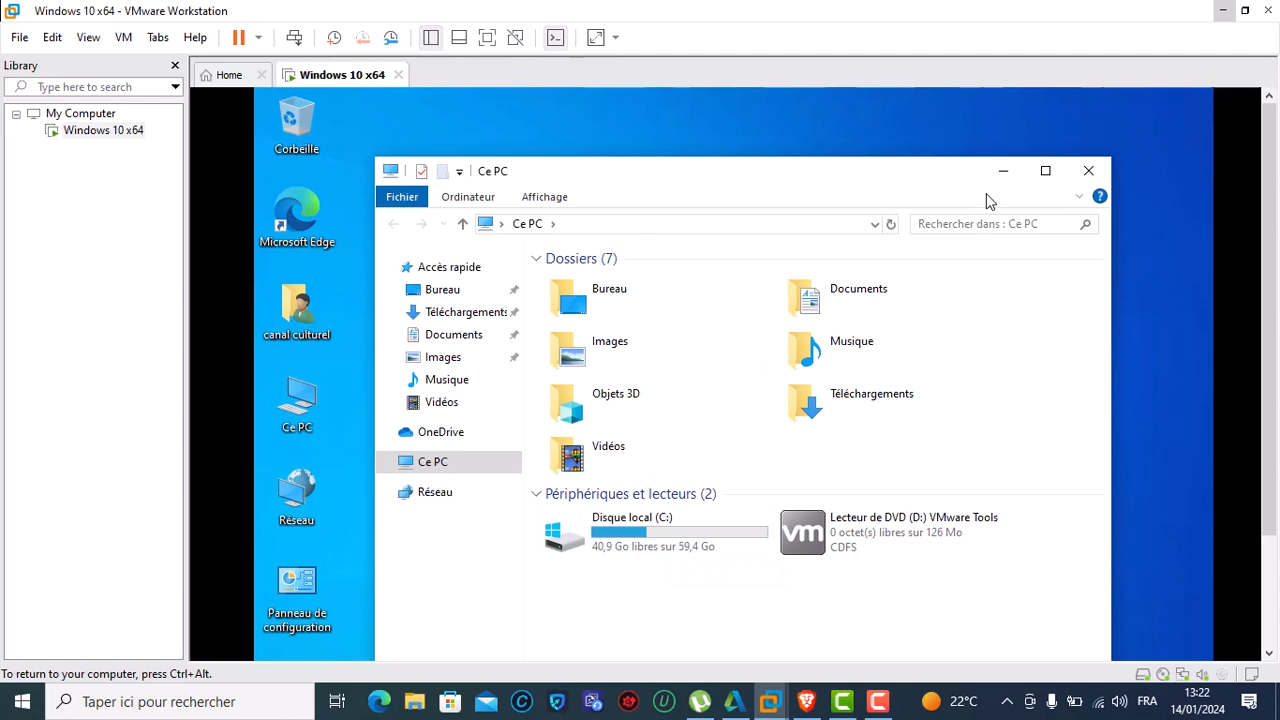 Windows 10 x64 - VMware Workstation
File Edit View VM Tabs Help
Library
Type here to search
My Computer
Windows 10 x64
Home
Windows 10 x64
Corbeille
Microsoft Edge
canal culturel
Ce PC
Réseau
Panneau de
configuration
Ce PC
Fichier Ordinateur Affichage
Ce PC
Rechercher dans : Ce PC
Accès rapide
Bureau
Téléchargements
Documents
Images
Musique
Vidéos
OneDrive
Ce PC
Réseau
Dossiers (7)
Bureau
Documents
Images
Musique
Objets 3D
Téléchargements
Vidéos
Périphériques et lecteurs (2)
Disque local (C:)
40,9 Go libres sur 59,4 Go
vm
Lecteur de DVD (D:) VMware Tools
0 octet(s) libres sur 126 Mo
CDFS
To return to your computer, press Ctrl+Alt.
Taper ici pour rechercher
22°C
FRA
13:22
14/01/2024